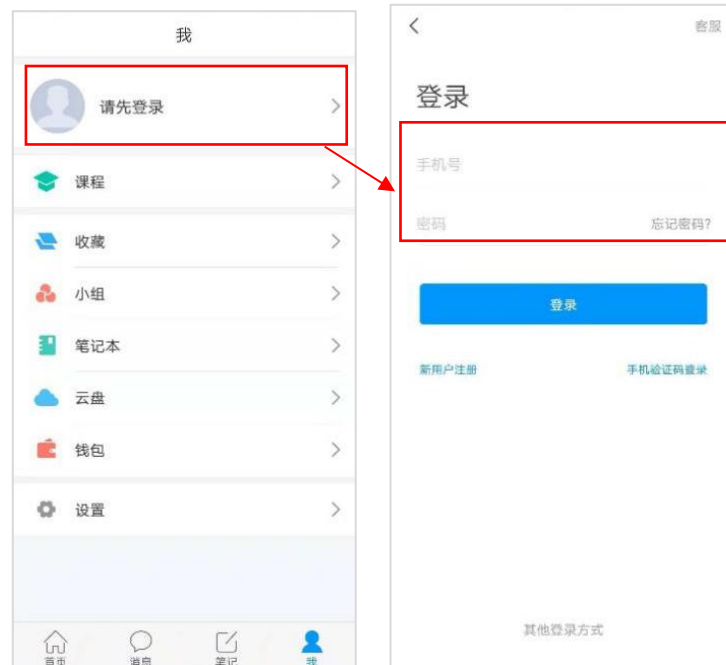 我
请先登录
课程
收藏
小组
笔记本
云盘
钱包
设置
首页
消息
笔记
我
客服
登录
手机号
密码
忘记密码?
登录
新用户注册
手机验证码登录
其他登录方式